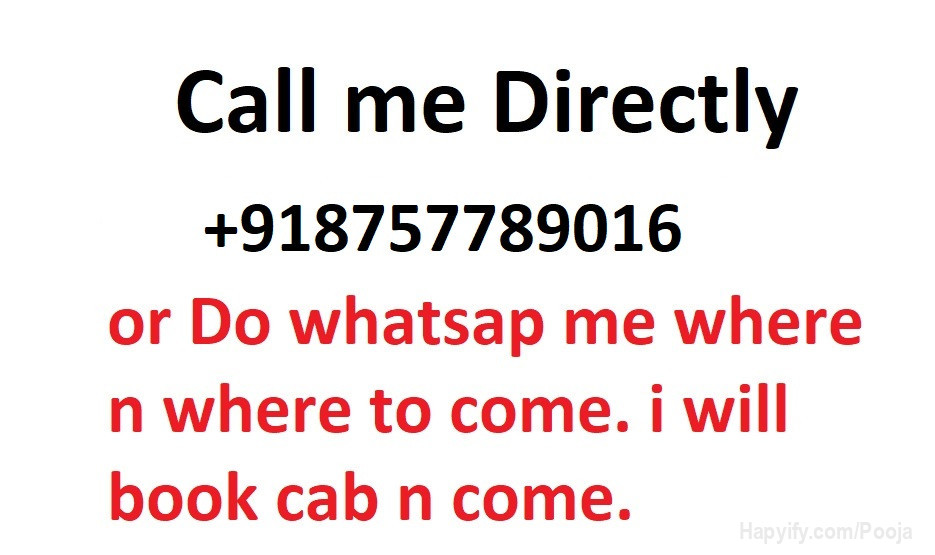 Call me Directly
+918757789016
or Do whatsap me where
n where to come. i will
book cab n come.
Hapyify.com/Pooja